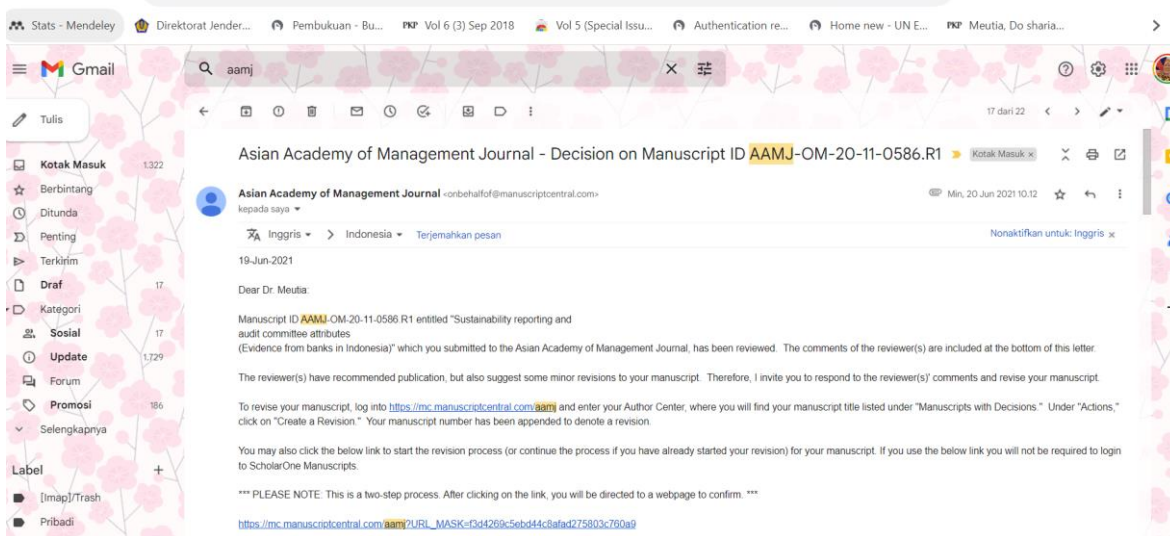 Stats - Mendeley Direktorat Jender... Pembukuan - Bu... PKP Vol 6 (3) Sep 2018 Vol 5 (Special Issu... Authentication re... Home new - UN E... PKP Meutia, Do sharia...
Gmail
aamj
Tulis
17 dari 22
Kotak Masuk 1.322
Berbintang
Ditunda
Penting
Terkirim
Draf 17
Kategori
Sosial 17
Update 1.729
Forum
Promosi 186
Selengkapnya
Label
[Imap]/Trash
Pribadi
Asian Academy of Management Journal - Decision on Manuscript ID AAMJ-OM-20-11-0586.R1 Kotak Masuk x
Asian Academy of Management Journal <onbehalfof@manuscriptcentral.com> Min, 20 Jun 2021 10.12
kepada saya
Inggris > Indonesia Terjemahkan pesan Nonaktifkan untuk: Inggris x
19-Jun-2021
Dear Dr. Meutia:
Manuscript ID AAMJ-OM-20-11-0586.R1 entitled "Sustainability reporting and
audit committee attributes
(Evidence from banks in Indonesia)" which you submitted to the Asian Academy of Management Journal, has been reviewed. The comments of the reviewer(s) are included at the bottom of this letter.
The reviewer(s) have recommended publication, but also suggest some minor revisions to your manuscript. Therefore, I invite you to respond to the reviewer(s)' comments and revise your manuscript.
To revise your manuscript, log into https://mc.manuscriptcentral.com/aamj and enter your Author Center, where you will find your manuscript title listed under "Manuscripts with Decisions." Under "Actions,"
click on "Create a Revision." Your manuscript number has been appended to denote a revision.
You may also click the below link to start the revision process (or continue the process if you have already started your revision) for your manuscript. If you use the below link you will not be required to login
to ScholarOne Manuscripts.
*** PLEASE NOTE: This is a two-step process. After clicking on the link, you will be directed to a webpage to confirm. ***
https://mc.manuscriptcentral.com/aamj?URL_MASK=f3d4269c5ebd44c8afad275803c760a9